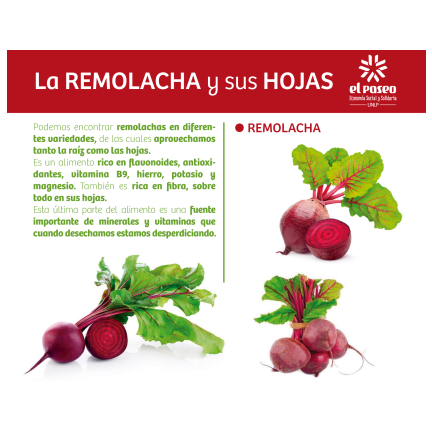 La REMOLACHA y sus HOJAS
el paseo
Economía Social y Solidaria
UNLP
Podemos encontrar remolachas en diferen-
tes variedades, de las cuales aprovechamos
tanto la raíz como las hojas.
Es un alimento rico en flavonoides, antioxi-
dantes, vitamina B9, hierro, potasio y
magnesio. También es rica en fibra, sobre
todo en sus hojas.
Esta última parte del alimento es una fuente
importante de minerales y vitaminas que
cuando desechamos estamos desperdiciando.
REMOLACHA